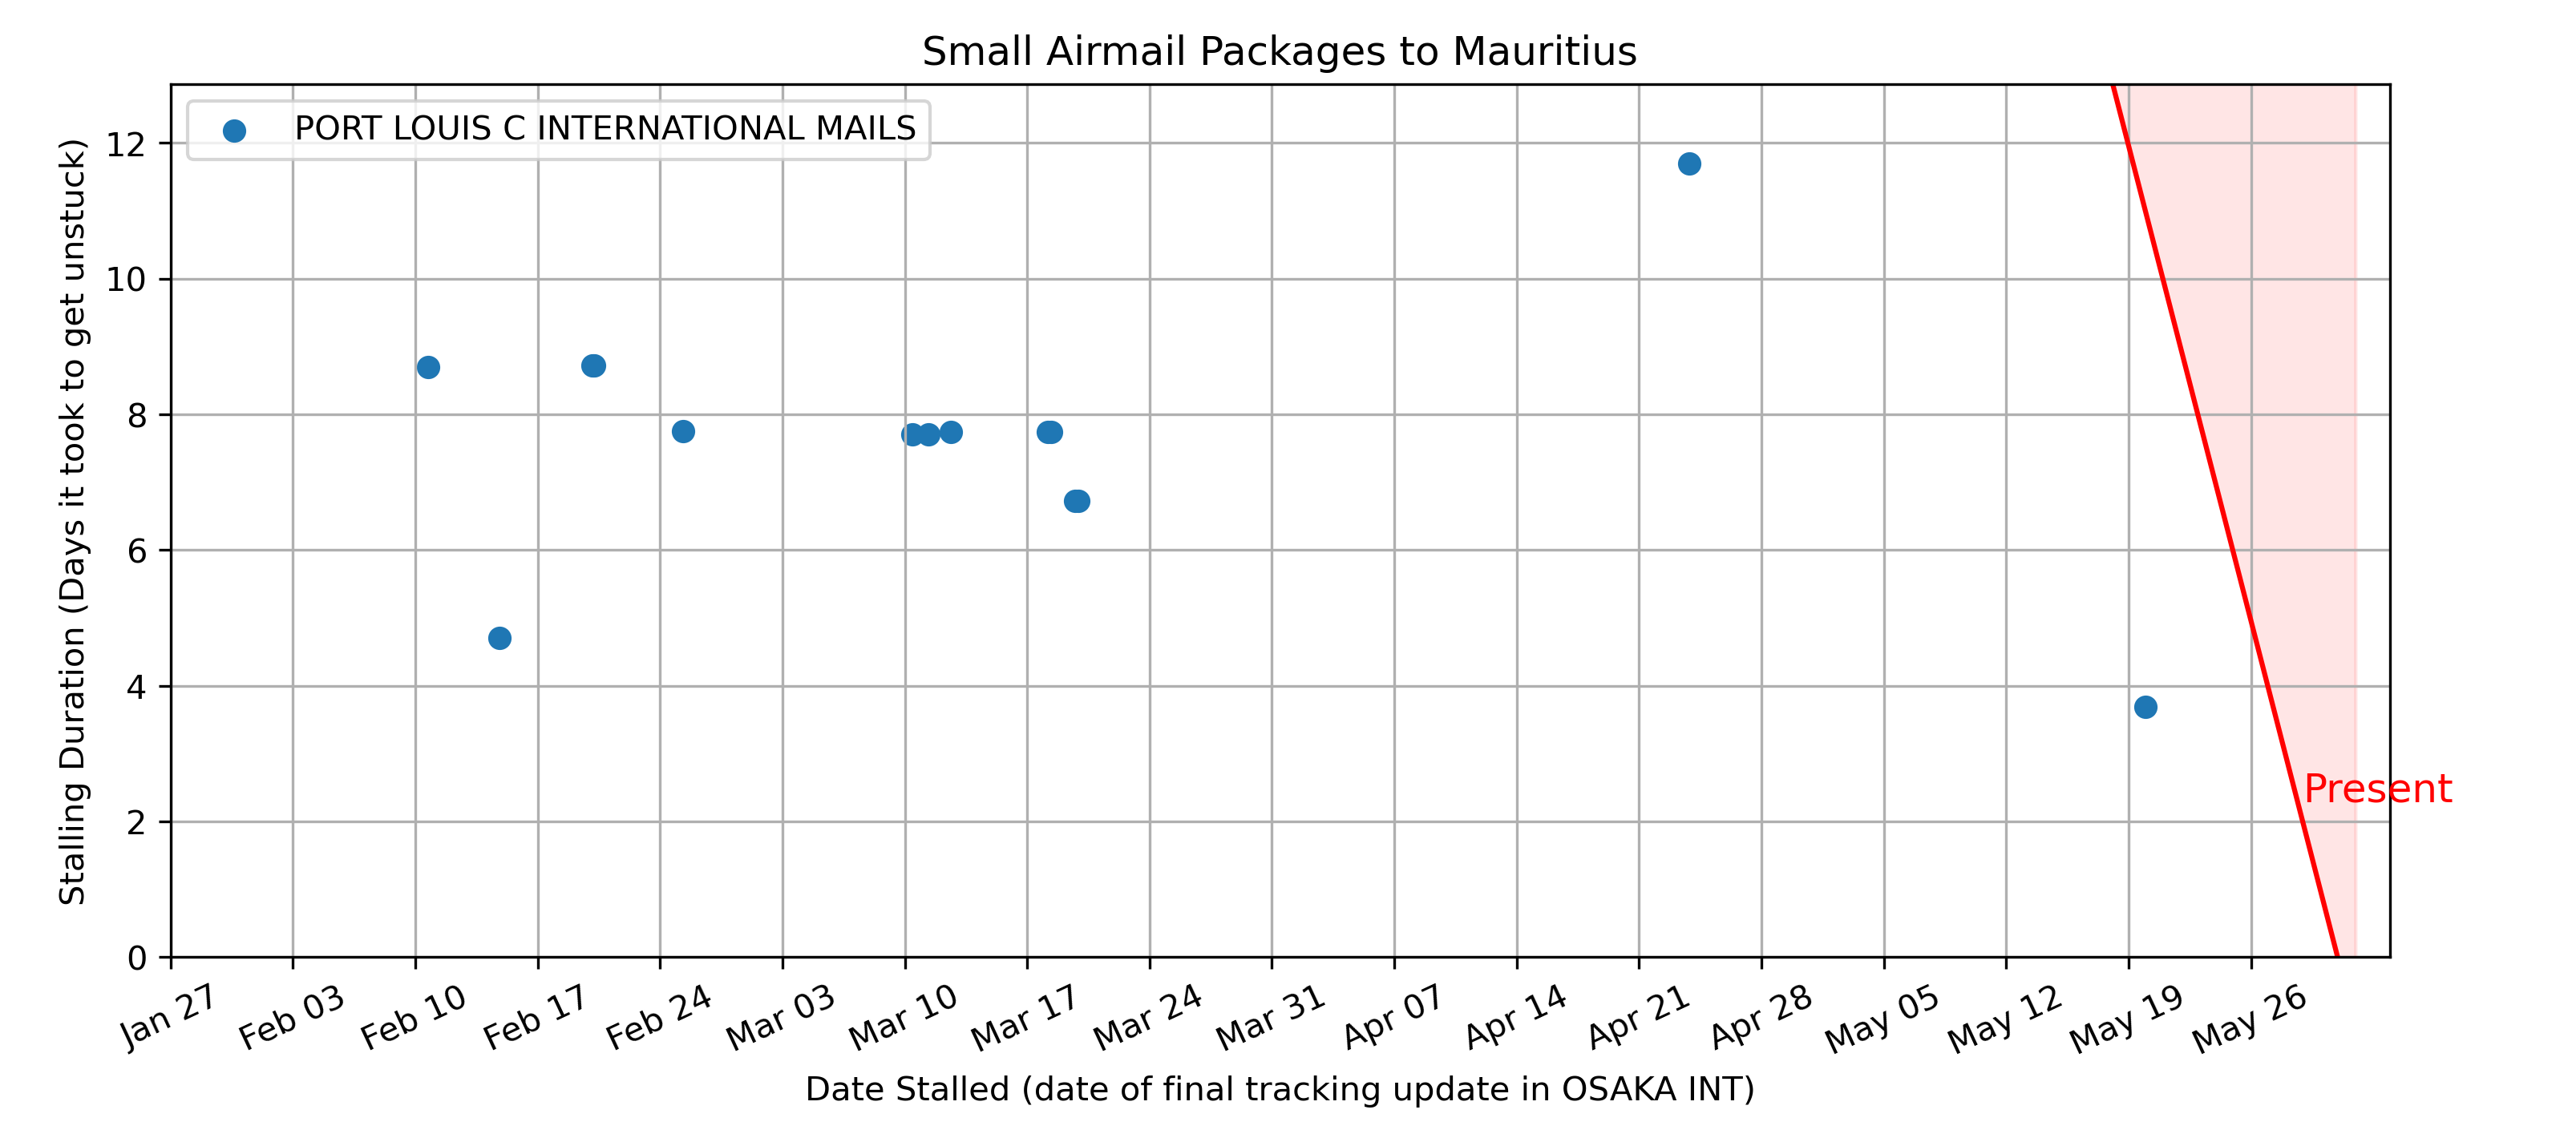 Small Airmail Packages to Mauritius
PORT LOUIS C INTERNATIONAL MAILS
Stalling Duration (Days it took to get unstuck)
12
10
8
6
4
2
0
Present
Jan 27 Feb 03 Feb 10 Feb 17 Feb 24 Mar 03 Mar 10 Mar 17 Mar 24 Mar 31 Apr 07 Apr 14 Apr 21 Apr 28 May 05 May 12 May 19 May 26
Date Stalled (date of final tracking update in OSAKA INT)